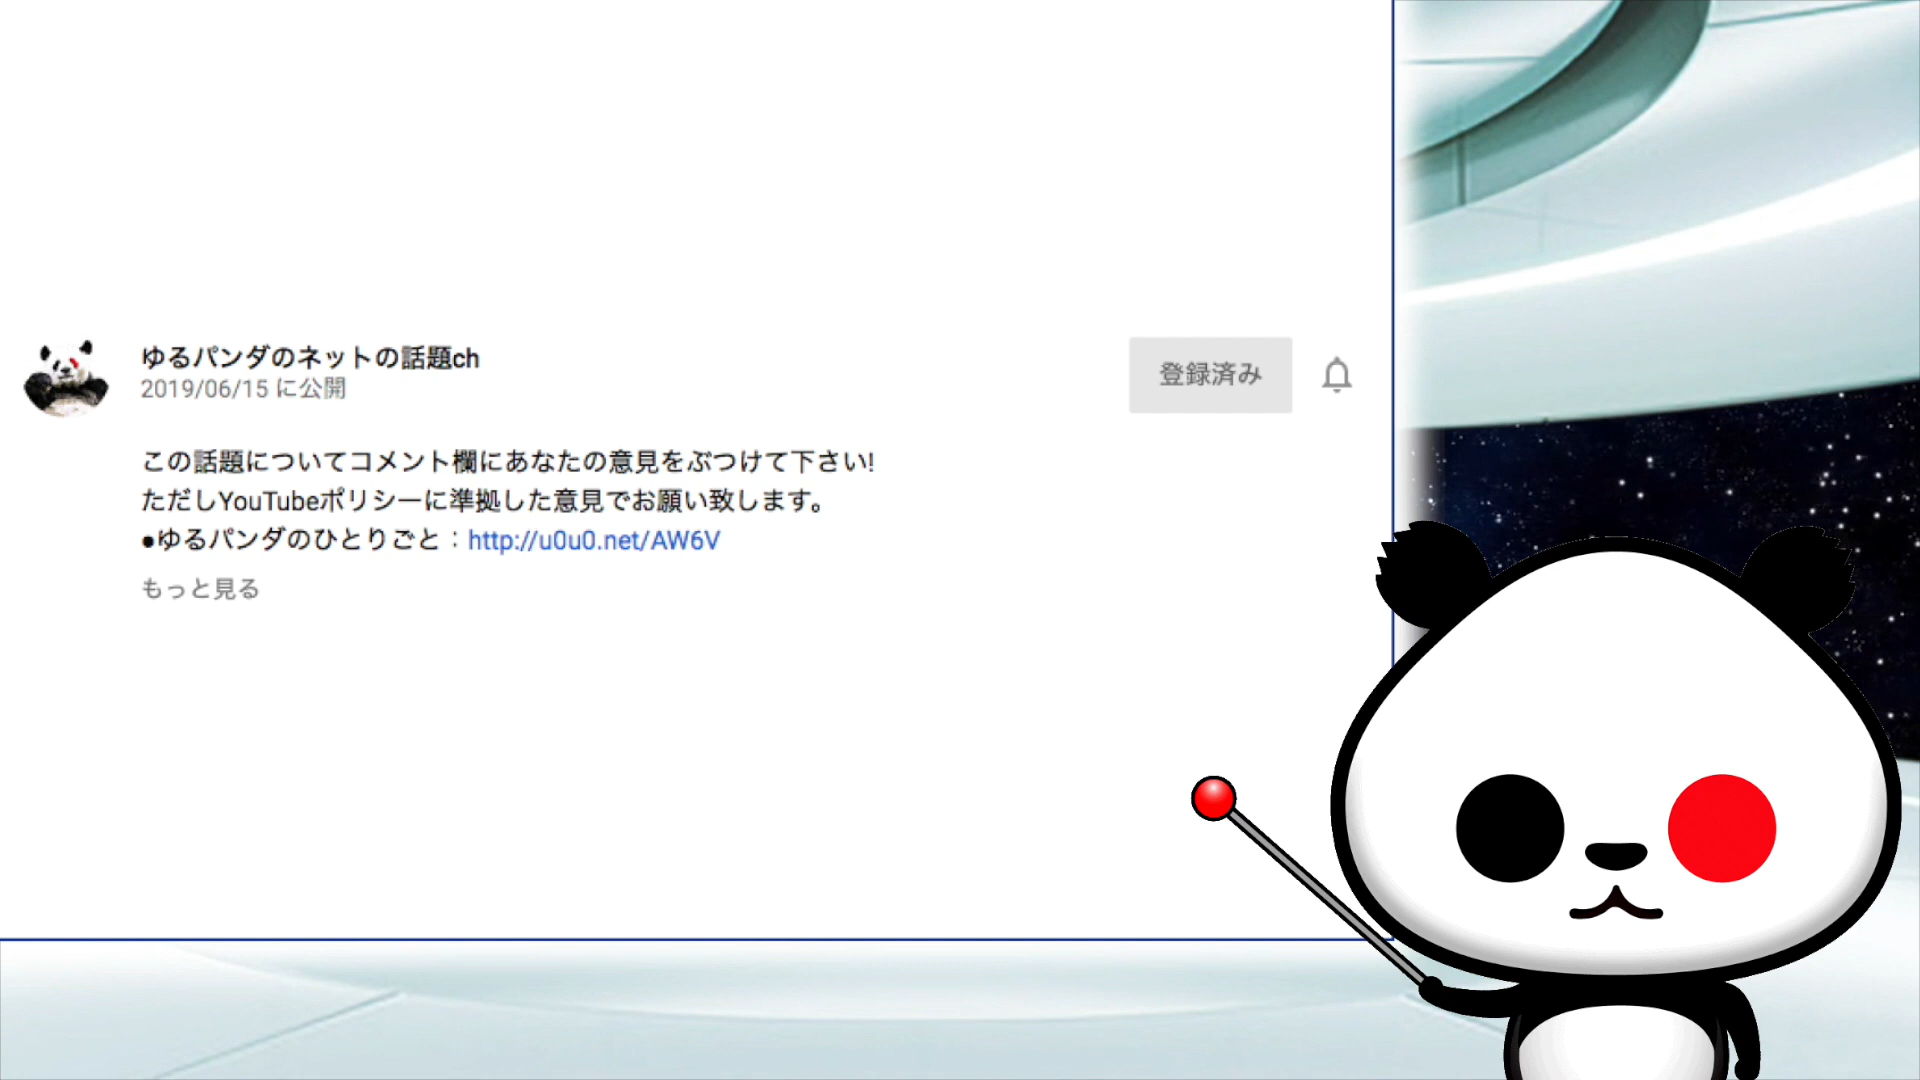 ゆるパンダのネットの話題ch
2019/06/15 に公開
登録済み
この話題についてコメント欄にあなたの意見をぶつけて下さい!
ただしYouTubeポリシーに準拠した意見でお願い致します。
●ゆるパンダのひとりごと：http://u0u0.net/AW6V
もっと見る